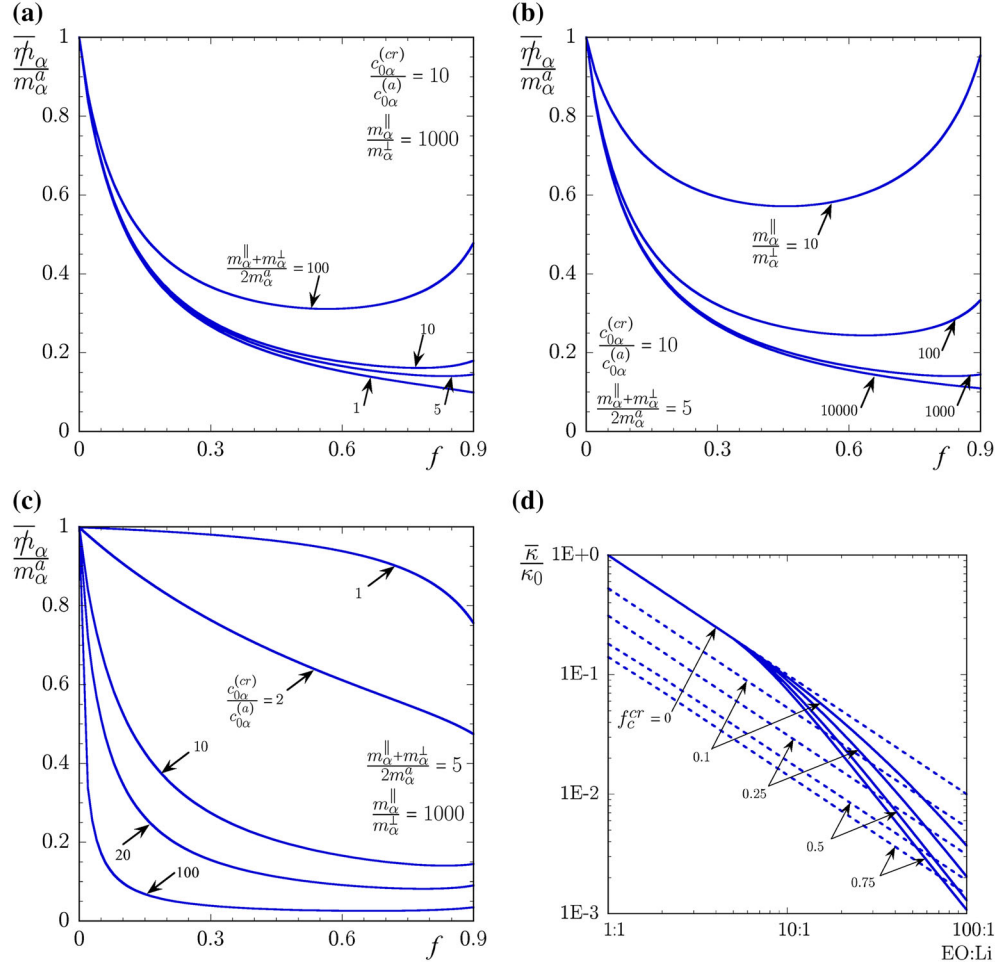 (a)
1
0.8
0.6
0.4
0.2
0
0
0.3
0.6
f
0.9
m̅_α / m_α^a
c_{0α}^{(cr)} / c_{0α}^{(a)} = 10
m_α^∥ / m_α^⊥ = 1000
m_α^∥+m_α^⊥ / 2m_α^a = 100
10
5
1
(b)
1
0.8
0.6
0.4
0.2
0
0
0.3
0.6
f
0.9
m̅_α / m_α^a
m_α^∥ / m_α^⊥ = 10
c_{0α}^{(cr)} / c_{0α}^{(a)} = 10
m_α^∥+m_α^⊥ / 2m_α^a = 5
100
10000
1000
(c)
1
0.8
0.6
0.4
0.2
0
0
0.3
0.6
f
0.9
m̅_α / m_α^a
1
c_{0α}^{(cr)} / c_{0α}^{(a)} = 2
10
20
100
m_α^∥+m_α^⊥ / 2m_α^a = 5
m_α^∥ / m_α^⊥ = 1000
(d)
κ̅ / κ_0
1E+0
1E-1
1E-2
1E-3
1:1
10:1
100:1
EO:Li
f_c^{cr} = 0
0.1
0.25
0.5
0.75